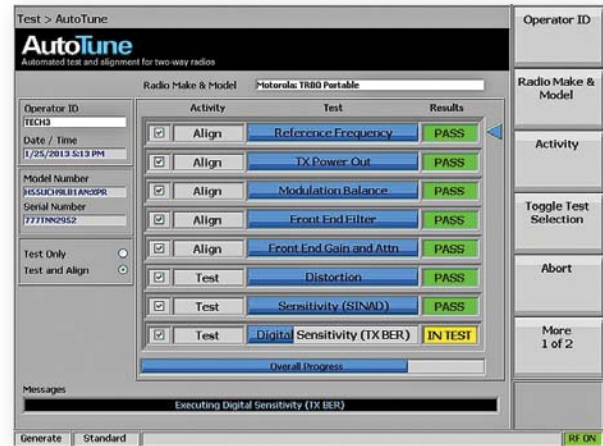 Test > AutoTune
AutoTune
Automated test and alignment for two-way radios
Radio Make & Model
Motorola: TRBO Portable
Operator ID
TECH3
Date / Time
1/25/2013 5:13 PM
Model Number
Serial Number
777TNN2952
Test Only
Test and Align
Activity Test Results
Align Reference Frequency PASS
Align TX Power Out PASS
Align Modulation Balance PASS
Align Front End Filter PASS
Align Front End Gain and Attn PASS
Test Distortion PASS
Test Sensitivity (SINAD) PASS
Test Digital Sensitivity (TX BER) IN TEST
Overall Progress
Messages
Executing Digital Sensitivity (TX BER)
Generate Standard RF ON
Operator ID
Radio Make &
Model
Activity
Toggle Test
Selection
Abort
More
1 of 2